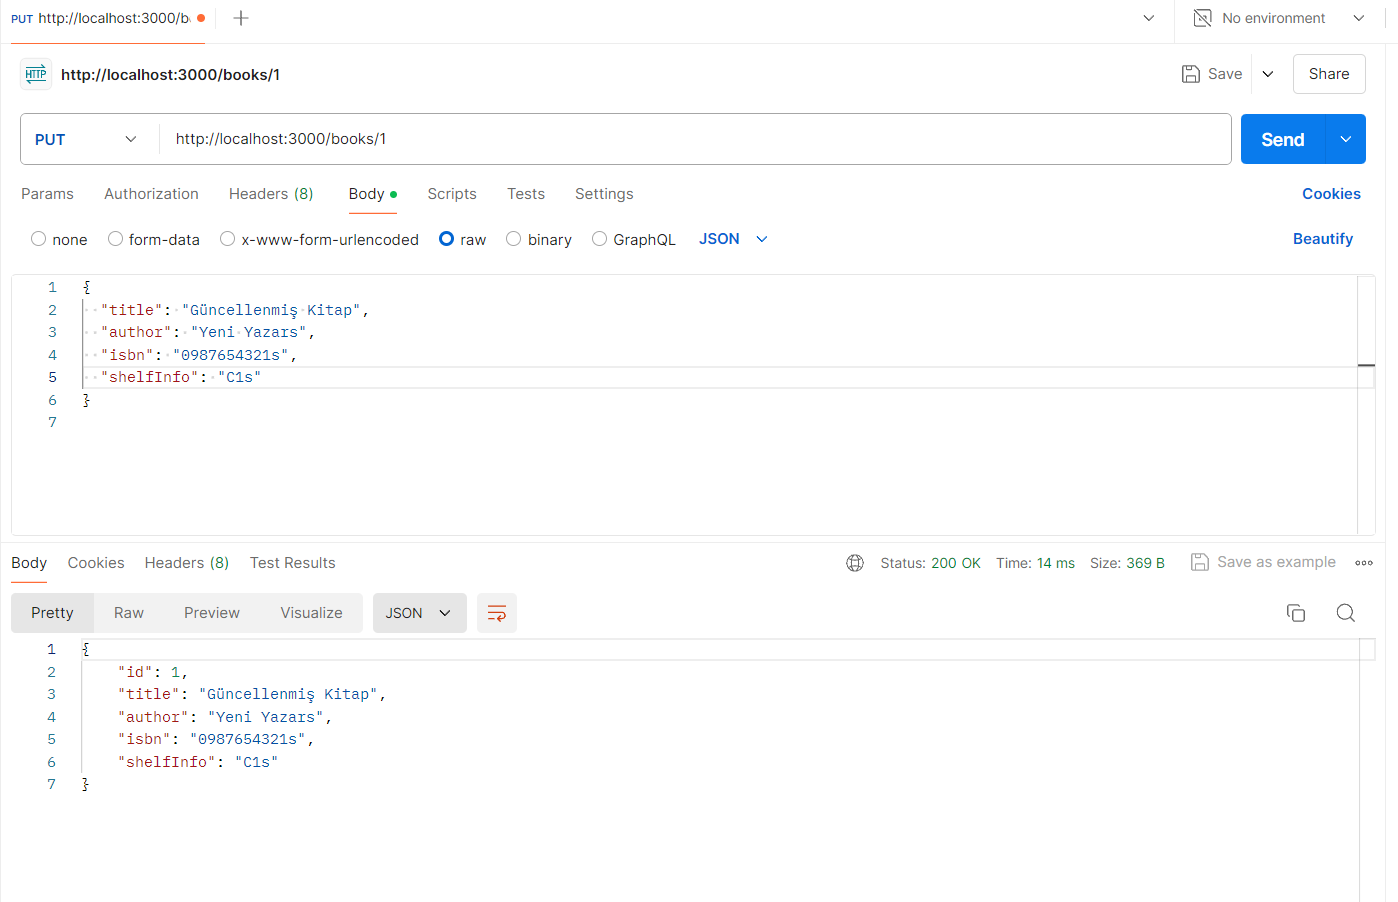 PUT http://localhost:3000/b
No environment
HTTP http://localhost:3000/books/1
Save
Share
PUT http://localhost:3000/books/1
Send
Params Authorization Headers (8) Body Scripts Tests Settings Cookies
none form-data x-www-form-urlencoded raw binary GraphQL JSON Beautify
1 {
2 "title": "Güncellenmiş Kitap",
3 "author": "Yeni Yazars",
4 "isbn": "0987654321s",
5 "shelfInfo": "C1s"
6 }
7
Body Cookies Headers (8) Test Results Status: 200 OK Time: 14 ms Size: 369 B Save as example
Pretty Raw Preview Visualize JSON
1 {
2 "id": 1,
3 "title": "Güncellenmiş Kitap",
4 "author": "Yeni Yazars",
5 "isbn": "0987654321s",
6 "shelfInfo": "C1s"
7 }